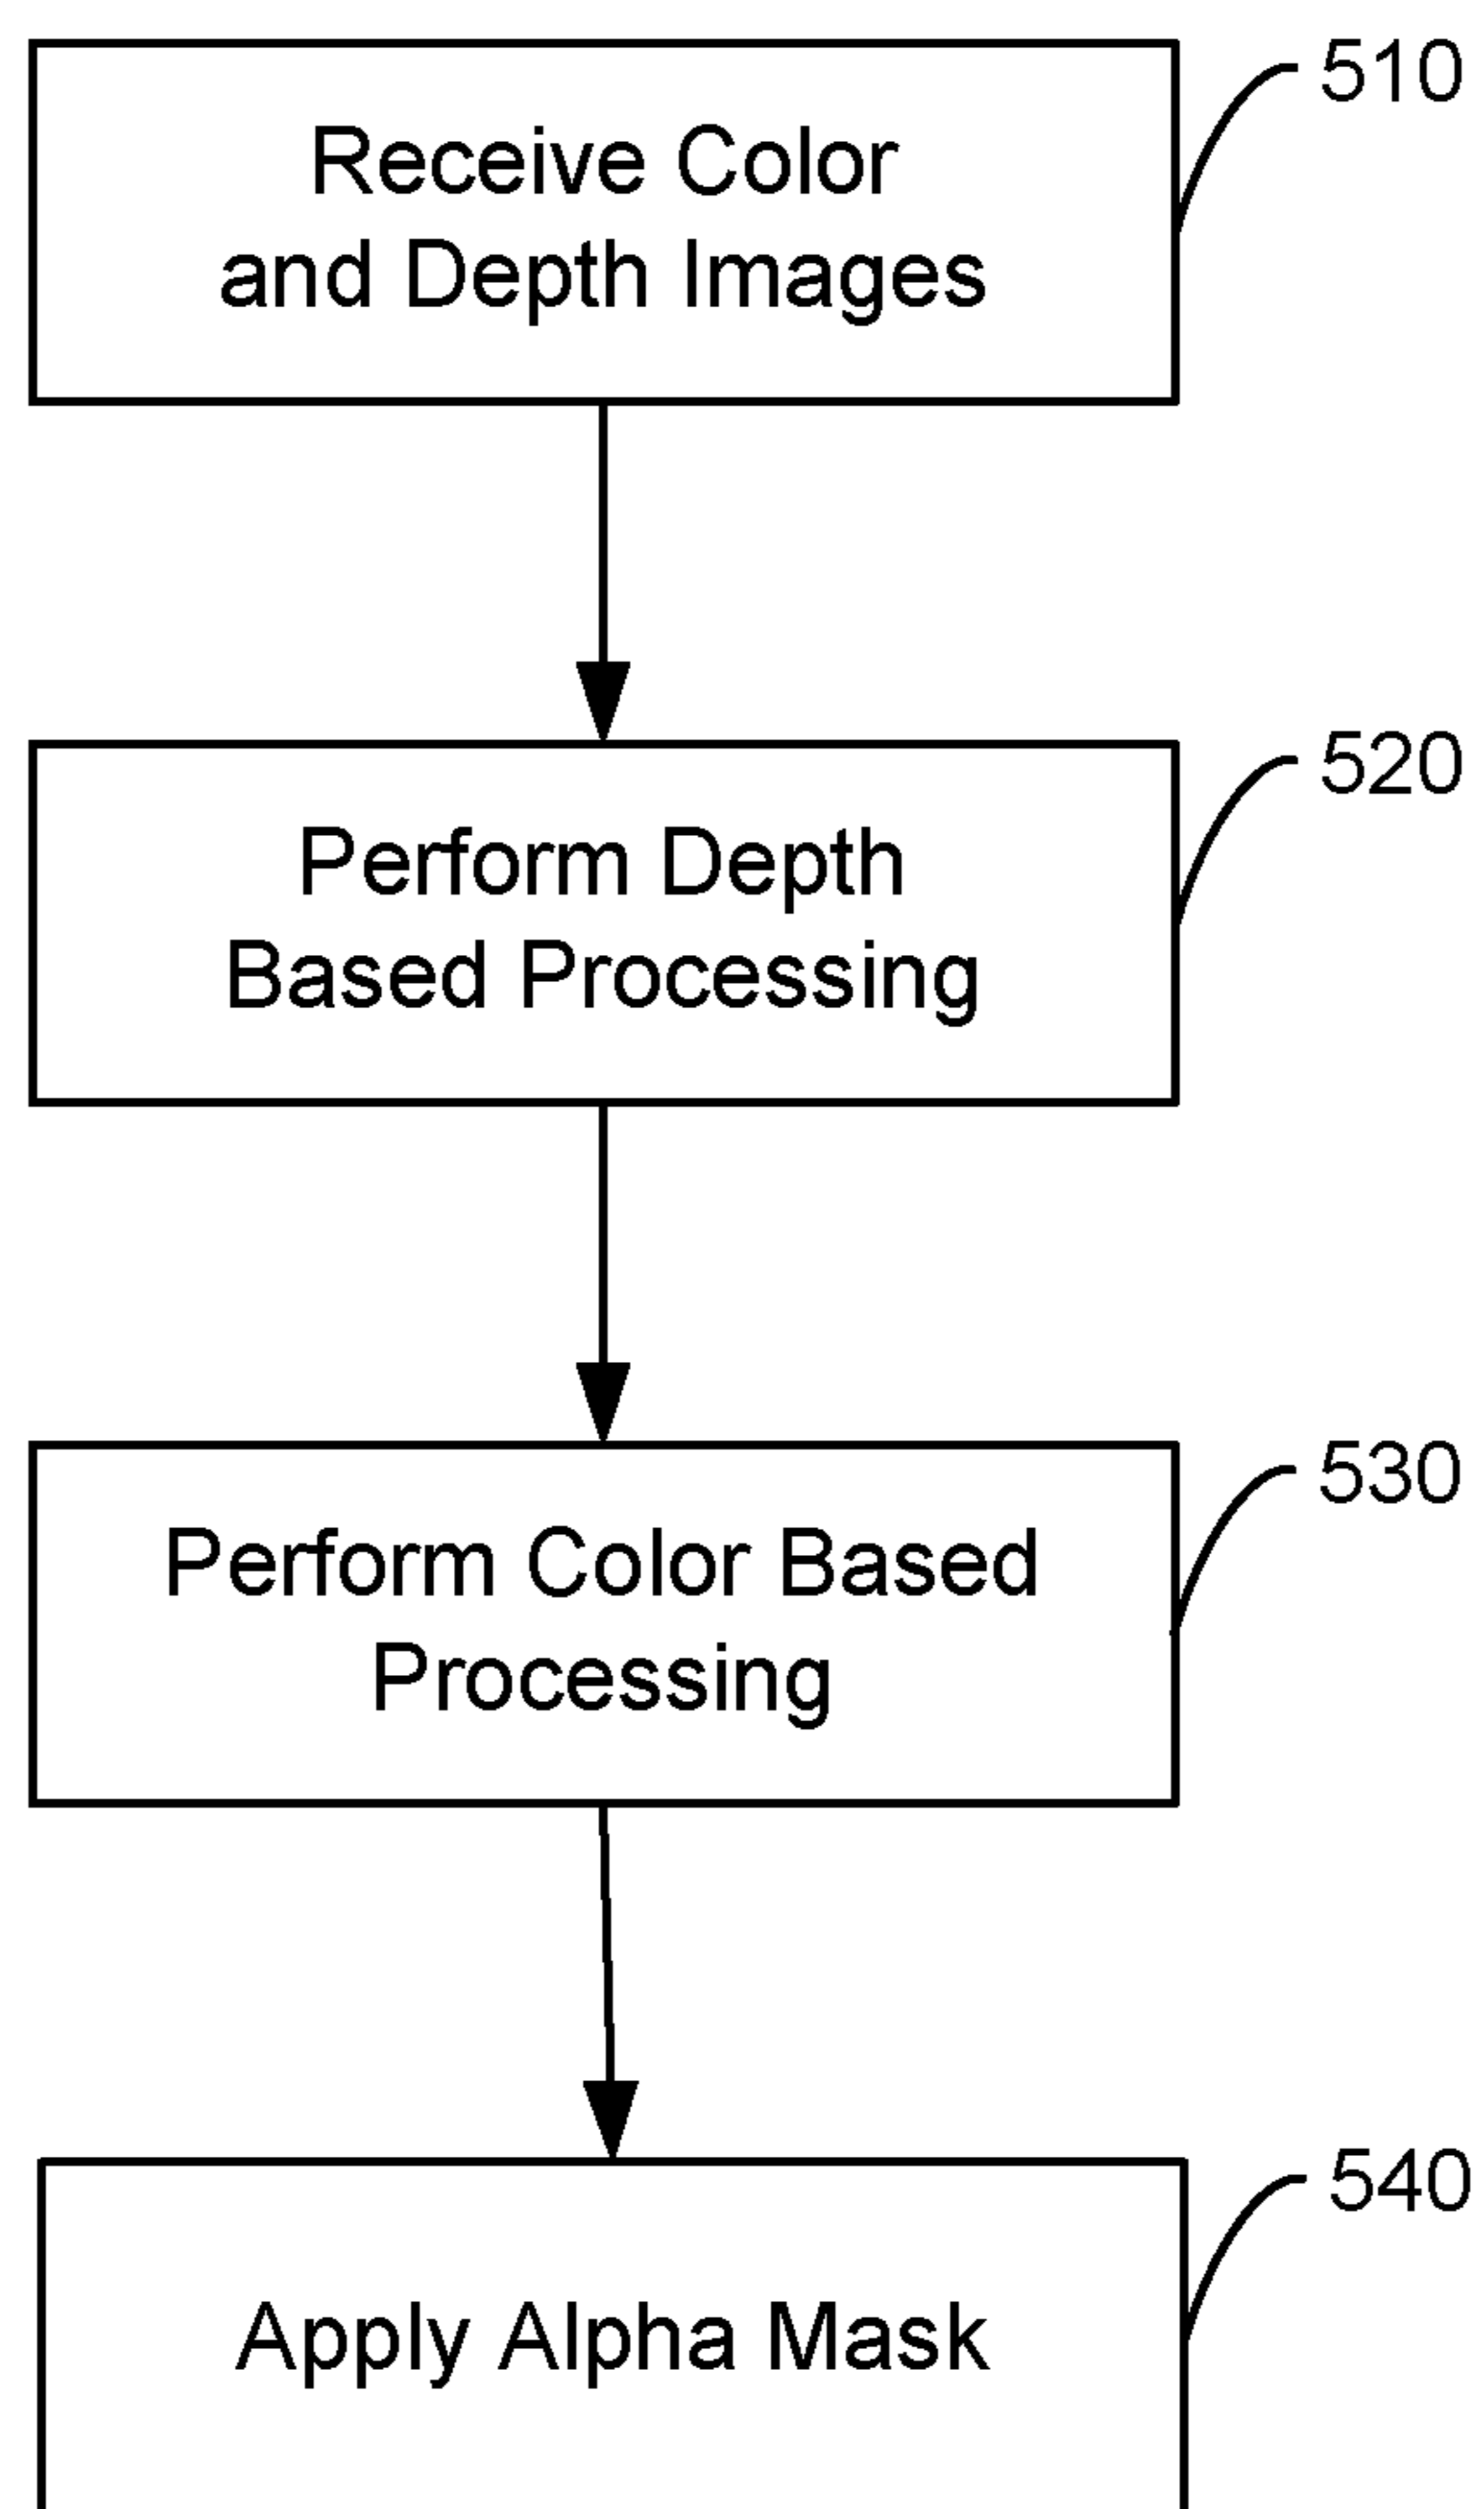 510
Receive Color
and Depth Images
520
Perform Depth
Based Processing
530
Perform Color Based
Processing
540
Apply Alpha Mask